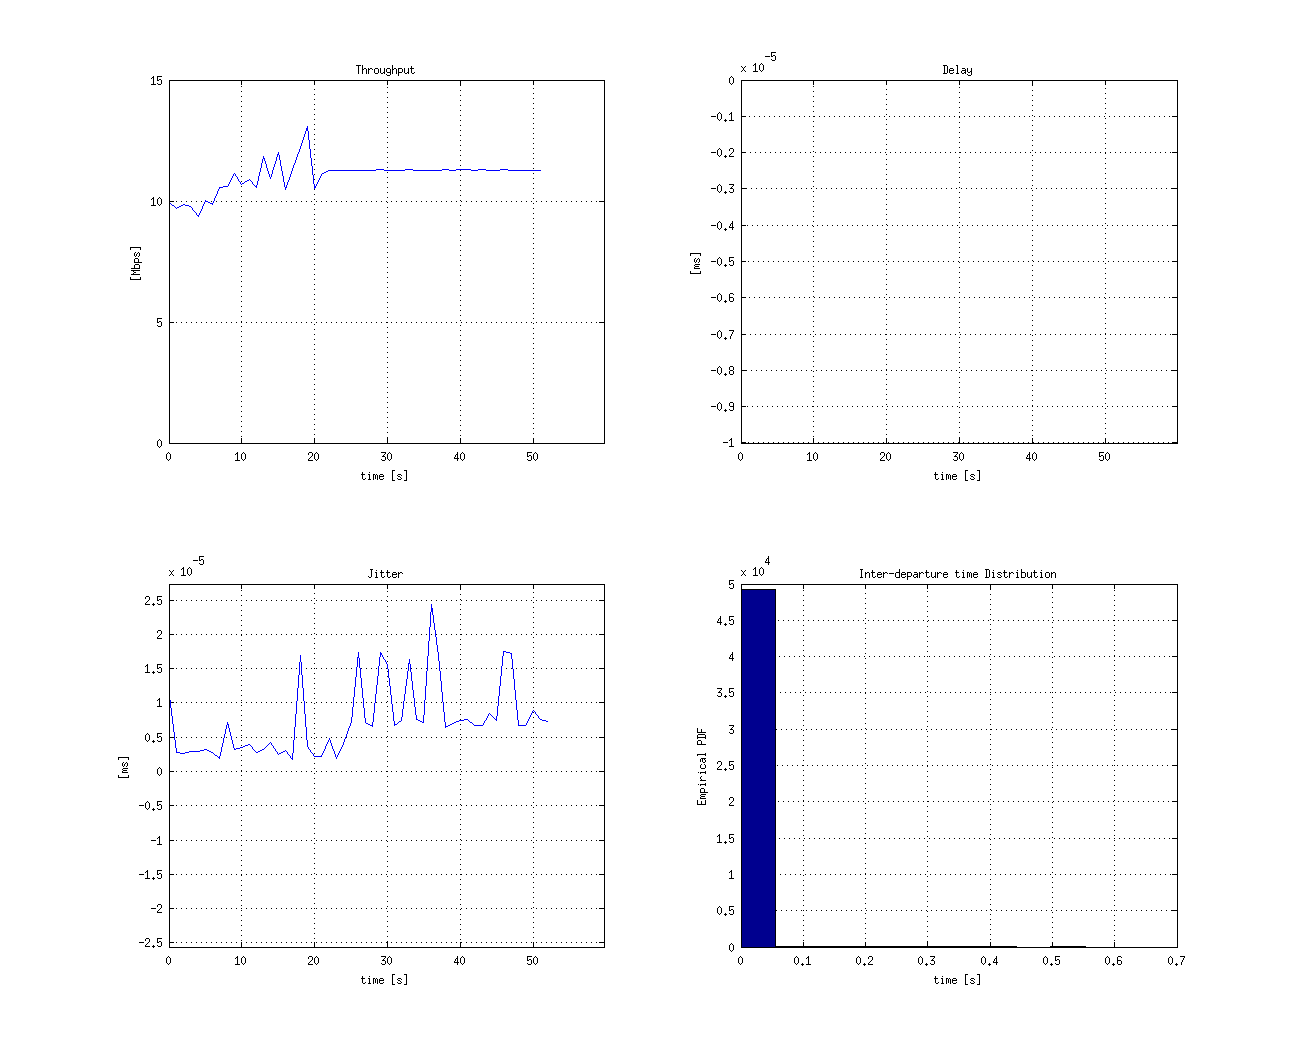 Throughput
15
10
5
0
[Mbps]
0 10 20 30 40 50
time [s]
x 10^-5
Delay
0
-0.1
-0.2
-0.3
-0.4
-0.5
-0.6
-0.7
-0.8
-0.9
-1
[ms]
0 10 20 30 40 50
time [s]
x 10^-5
Jitter
2.5
2
1.5
1
0.5
0
-0.5
-1
-1.5
-2
-2.5
[ms]
0 10 20 30 40 50
time [s]
x 10^4
Inter-departure time Distribution
5
4.5
4
3.5
3
2.5
2
1.5
1
0.5
0
Empirical PDF
0 0.1 0.2 0.3 0.4 0.5 0.6 0.7
time [s]